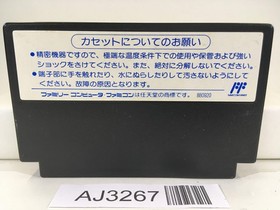 カセットについてのお願い
●精密機器ですので、極端な温度条件下での使用や保管および強い
ショックをさけてください。また、絶対に分解しないでください。
●端子部に手を触れたり、水にぬらしたりして汚さないようにして
ください。故障の原因となります。
ファミリーコンピュータ・ファミコンは任天堂の商標です。
AJ3267